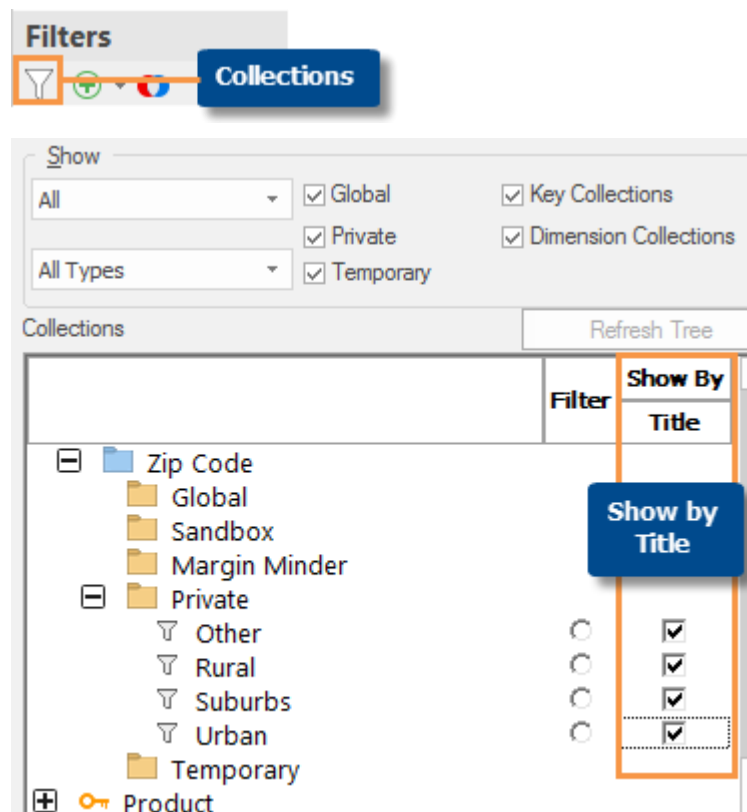 Filters
Collections
Show
All
Global
Key Collections
Private
Dimension Collections
All Types
Temporary
Collections
Refresh Tree
Filter
Show By
Title
Zip Code
Global
Sandbox
Show by
Title
Margin Minder
Private
Other
Rural
Suburbs
Urban
Temporary
Product